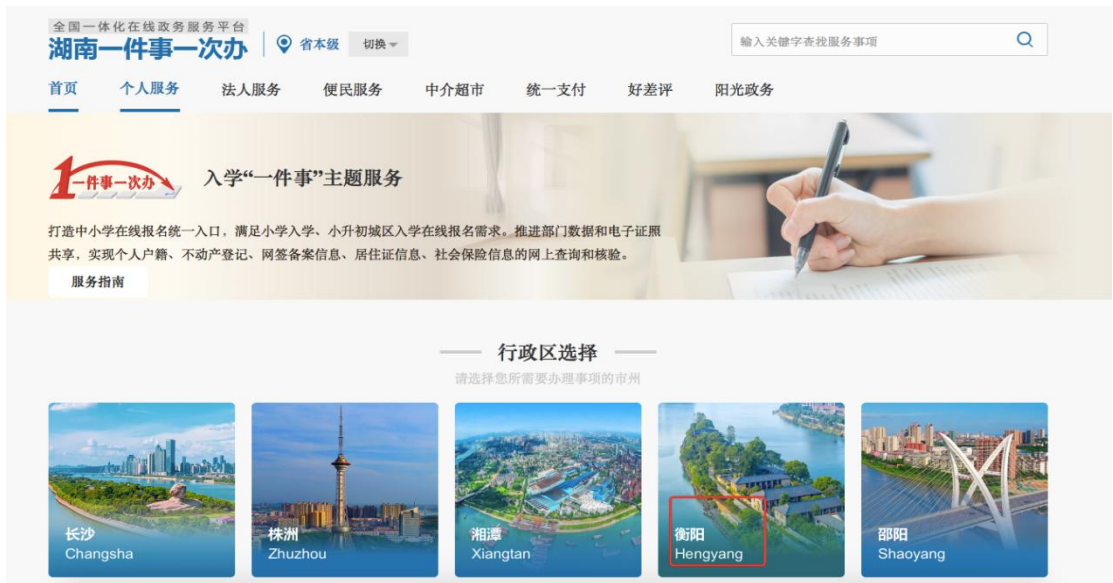 全国一体化在线政务服务平台
湖南一件事一次办
省本级 切换
输入关键字查找服务事项
首页 个人服务 法人服务 便民服务 中介超市 统一支付 好差评 阳光政务
1一件事一次办
入学“一件事”主题服务
打造中小学在线报名统一入口，满足小学入学、小升初城区入学在线报名需求。推进部门数据和电子证照
共享，实现个人户籍、不动产登记、网签备案信息、居住证信息、社会保险信息的网上查询和核验。
服务指南
行政区选择
请选择您所需要办理事项的市州
长沙
Changsha
株洲
Zhuzhou
湘潭
Xiangtan
衡阳
Hengyang
邵阳
Shaoyang